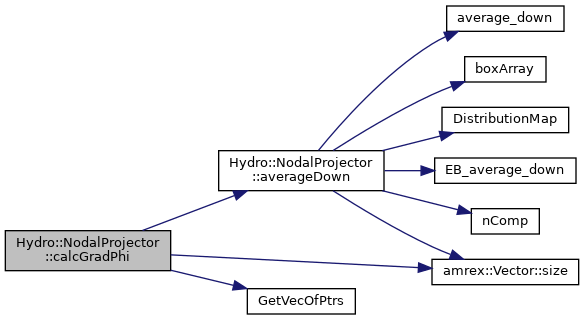 average_down
boxArray
DistributionMap
Hydro::NodalProjector
::averageDown
EB_average_down
nComp
Hydro::NodalProjector
::calcGradPhi
amrex::Vector::size
GetVecOfPtrs